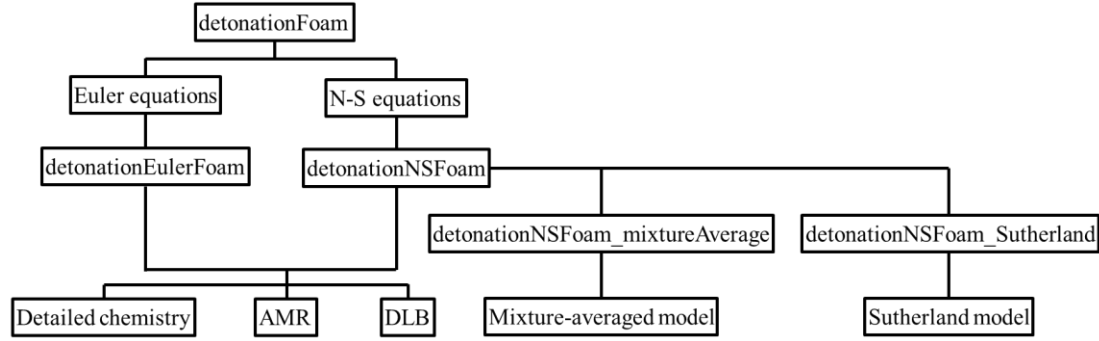 detonationFoam
Euler equations
N-S equations
detonationEulerFoam
detonationNSFoam
detonationNSFoam_mixtureAverage
detonationNSFoam_Sutherland
Detailed chemistry
AMR
DLB
Mixture-averaged model
Sutherland model